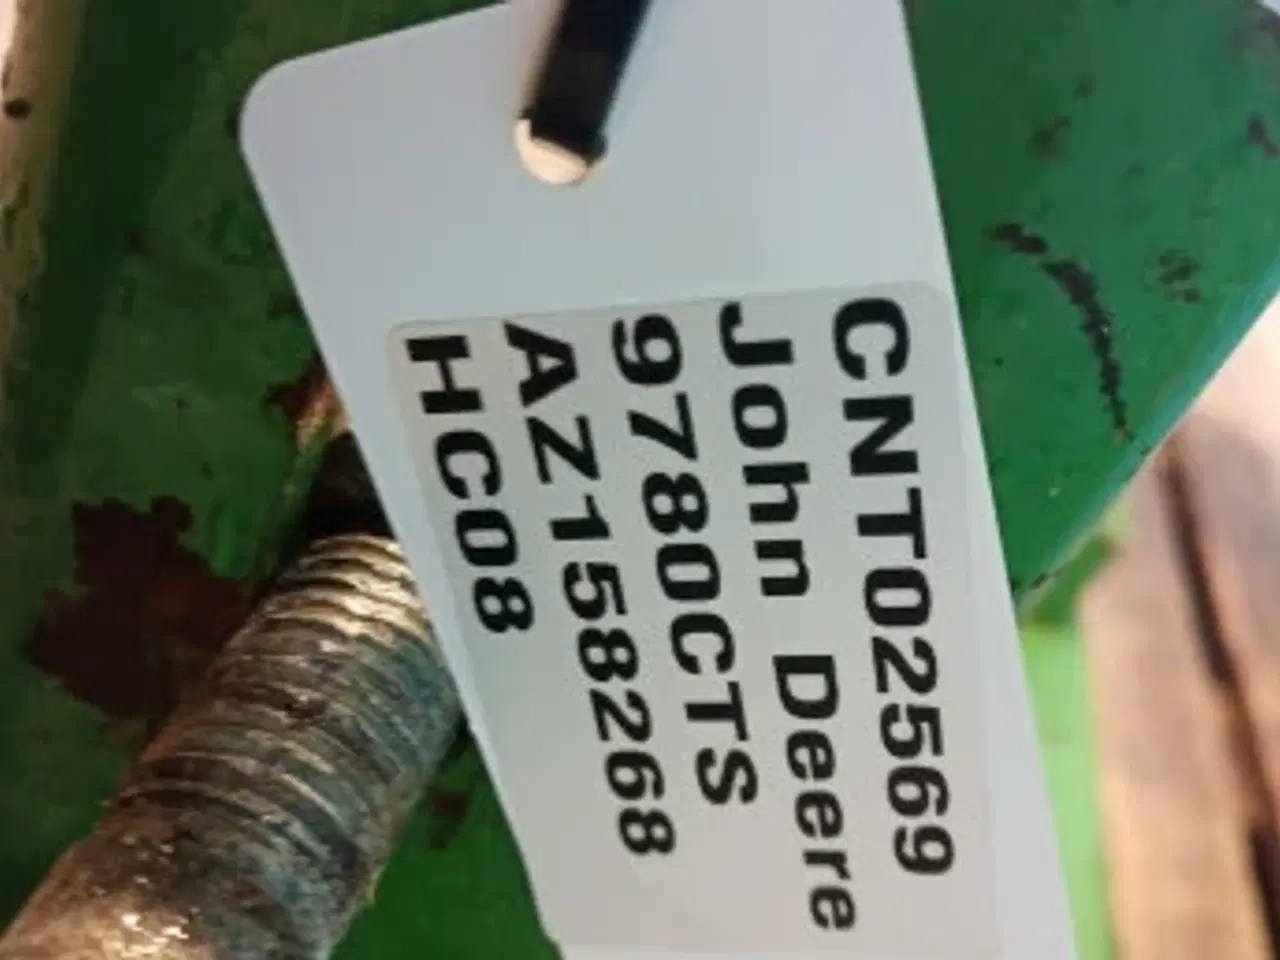 CNT02569
John Deere
9780CTS
AZ158268
HC08